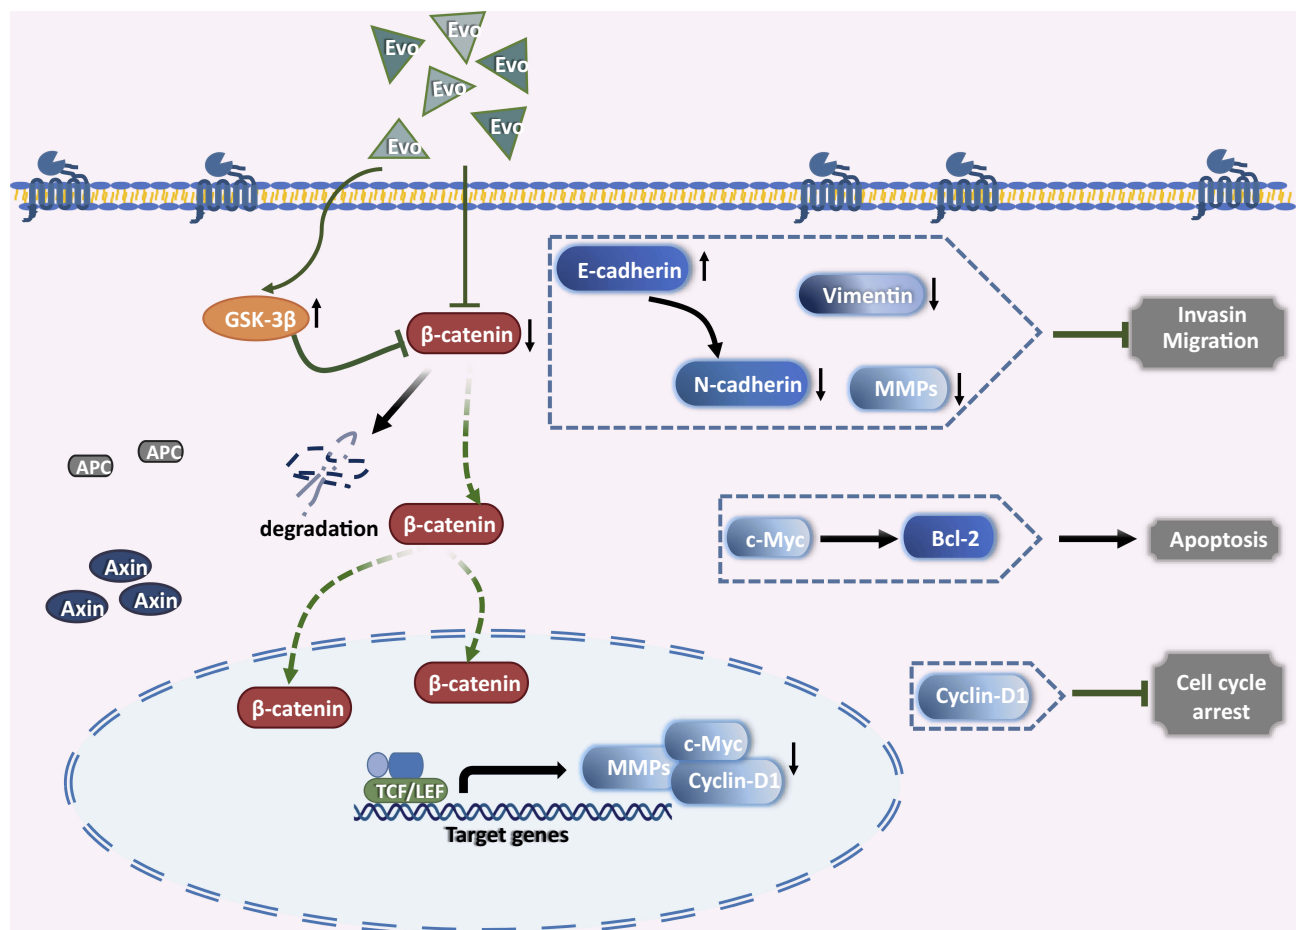 Evo
Evo
Evo
Evo
Evo
Evo
GSK-3β
β-catenin
E-cadherin
Vimentin
N-cadherin
MMPs
Invasin
Migration
APC
APC
degradation
β-catenin
c-Myc
Bcl-2
Apoptosis
Axin
Axin
Axin
β-catenin
β-catenin
Cyclin-D1
Cell cycle
arrest
c-Myc
MMPs
Cyclin-D1
TCF/LEF
Target genes